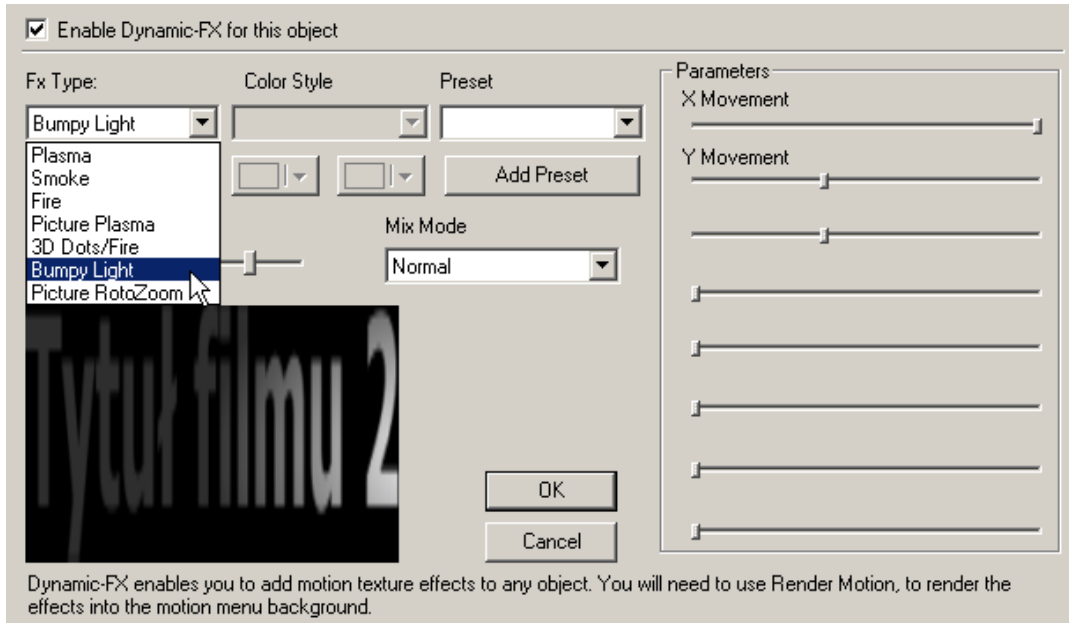 Enable Dynamic-FX for this object
Fx Type:
Color Style
Preset
Bumpy Light
Plasma
Smoke
Fire
Picture Plasma
3D Dots/Fire
Bumpy Light
Picture RotoZoom
Add Preset
Mix Mode
Normal
Tytuł filmu 2
OK
Cancel
Parameters
X Movement
Y Movement
Dynamic-FX enables you to add motion texture effects to any object. You will need to use Render Motion, to render the
effects into the motion menu background.